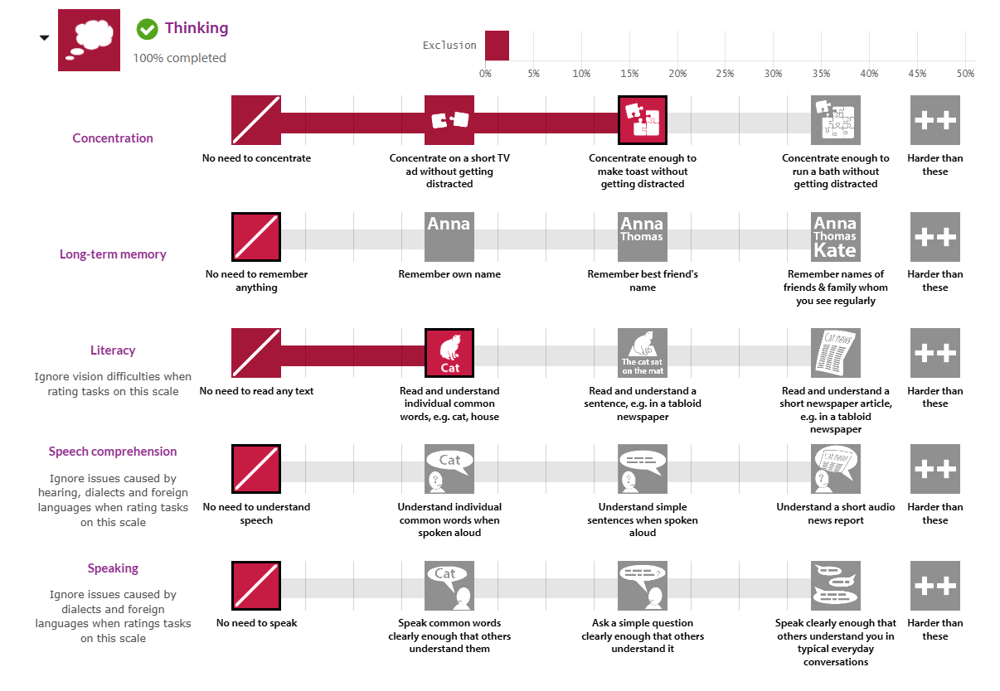 Thinking
100% completed
Exclusion
0% 5% 10% 15% 20% 25% 30% 35% 40% 45% 50%
Concentration
No need to concentrate
Concentrate on a short TV
ad without getting
distracted
Concentrate enough to
make toast without
getting distracted
Concentrate enough to
run a bath without
getting distracted
++
Harder than
these
Long-term memory
No need to remember
anything
Anna
Remember own name
Anna
Thomas
Remember best friend's
name
Anna
Thomas
Kate
Remember names of
friends & family whom
you see regularly
++
Harder than
these
Literacy
Ignore vision difficulties when
rating tasks on this scale
No need to read any text
Cat
Read and understand
individual common
words, e.g. cat, house
The cat sat
on the mat
Read and understand a
sentence, e.g. in a tabloid
newspaper
Cat news
Read and understand a
short newspaper article,
e.g. in a tabloid
newspaper
++
Harder than
these
Speech comprehension
Ignore issues caused by
hearing, dialects and foreign
languages when rating tasks
on this scale
No need to understand
speech
Cat
?
Understand individual
common words when
spoken aloud
?
Understand simple
sentences when spoken
aloud
Cat news
?
Understand a short audio
news report
++
Harder than
these
Speaking
Ignore issues caused by
dialects and foreign
languages when ratings tasks
on this scale
No need to speak
Cat
Speak common words
clearly enough that others
understand them
?
Ask a simple question
clearly enough that others
understand it
Speak clearly enough that
others understand you in
typical everyday
conversations
++
Harder than
these